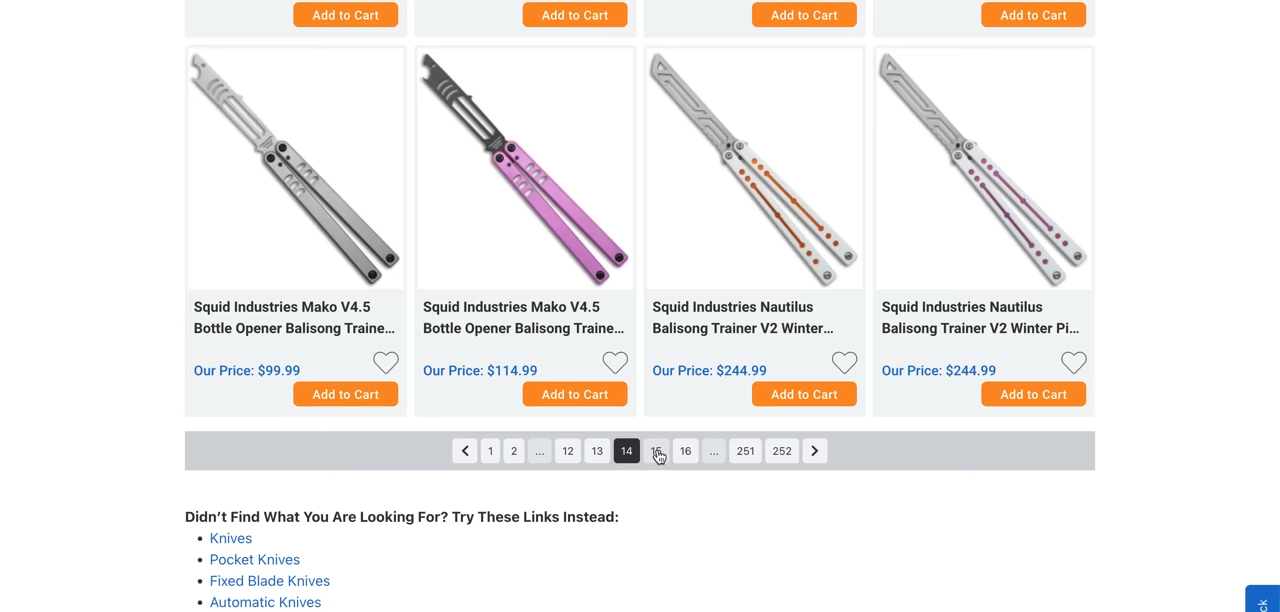 Add to Cart Add to Cart Add to Cart Add to Cart
Squid Industries Mako V4.5
Bottle Opener Balisong Traine...
Our Price: $99.99
Add to Cart
Squid Industries Mako V4.5
Bottle Opener Balisong Traine...
Our Price: $114.99
Add to Cart
Squid Industries Nautilus
Balisong Trainer V2 Winter...
Our Price: $244.99
Add to Cart
Squid Industries Nautilus
Balisong Trainer V2 Winter Pi...
Our Price: $244.99
Add to Cart
1 2 ... 12 13 14 15 16 ... 251 252
Didn’t Find What You Are Looking For? Try These Links Instead:
• Knives
• Pocket Knives
• Fixed Blade Knives
• Automatic Knives